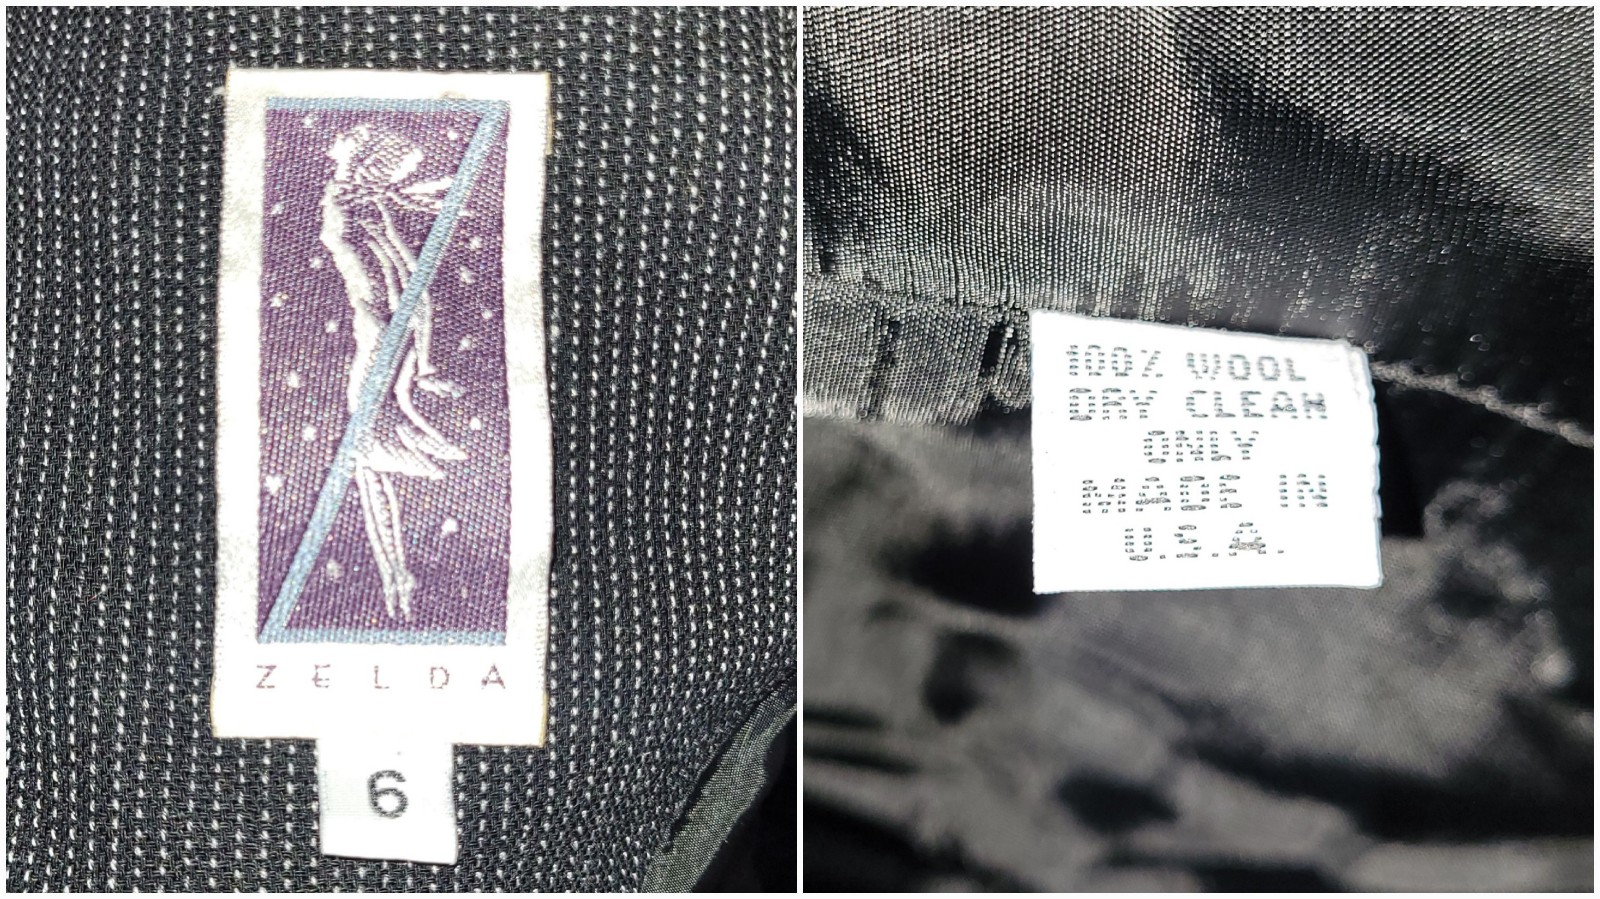 ZELDA
6
100% WOOL
DRY CLEAN
ONLY
MADE IN
U.S.A.